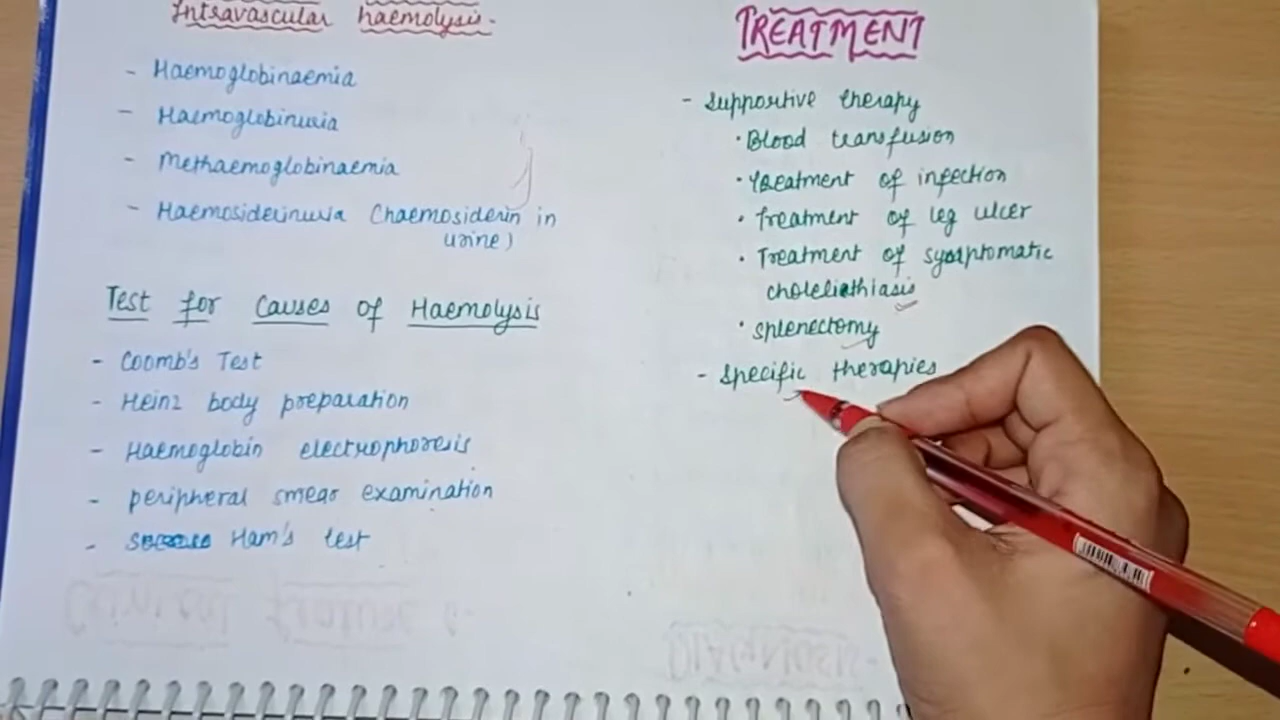 Intravascular haemolysis.
- Haemoglobinaemia
- Haemoglobinuria
- Methaemoglobinaemia
- Haemosiderinuria (haemosiderin in
urine)
Test for Causes of Haemolysis
- Coomb's Test
- Heinz body preparation
- Haemoglobin electrophoresis
- peripheral smear examination
- Ham's test
TREATMENT
- Supportive therapy
• Blood transfusion
• Treatment of infection
• Treatment of leg ulcer
• Treatment of symptomatic
choleliathiasis
• Splenectomy
- Specific therapies